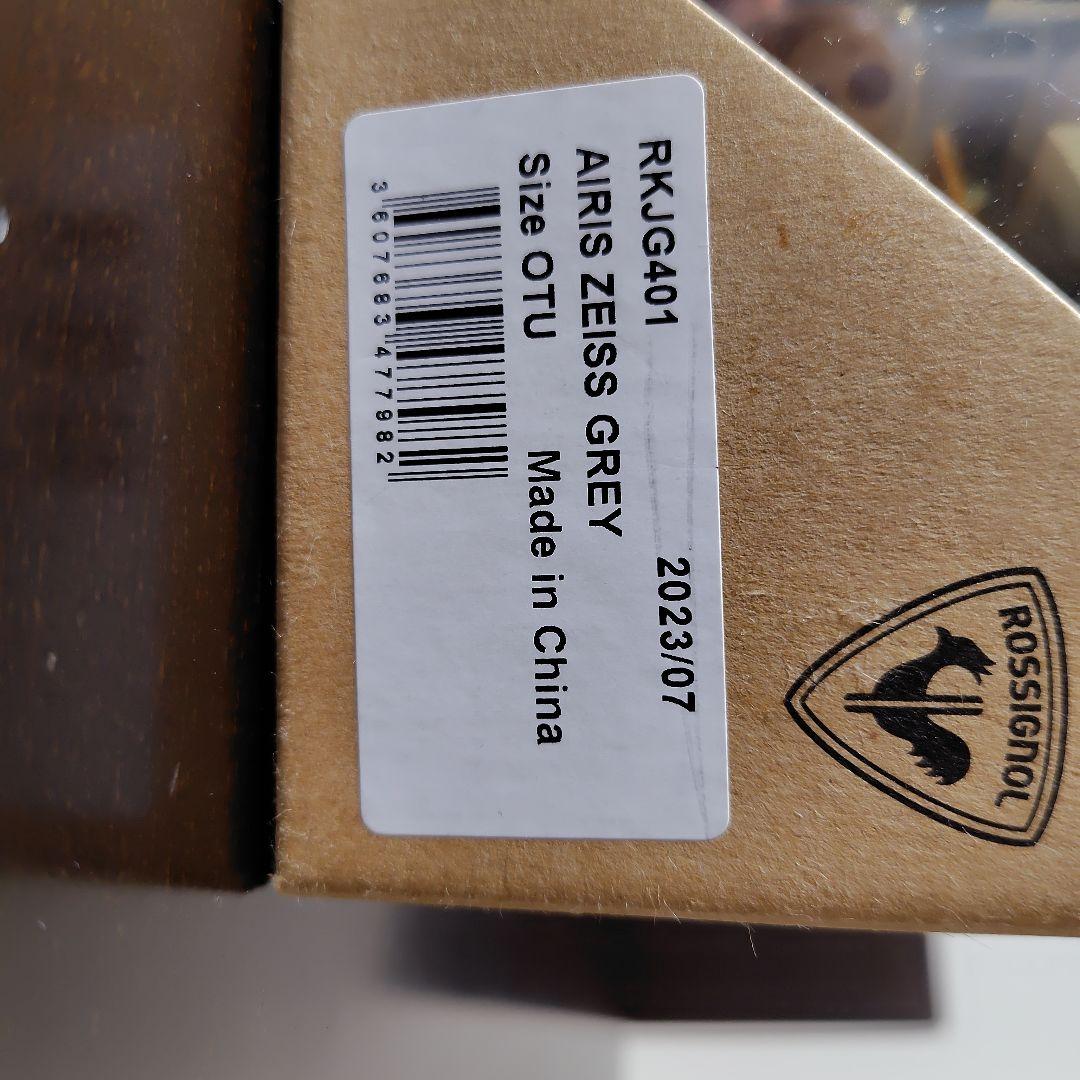 RKJG401 2023/07
AIRIS ZEISS GREY
Size OTU Made in China
3 607683 477982
ROSSIGNOL